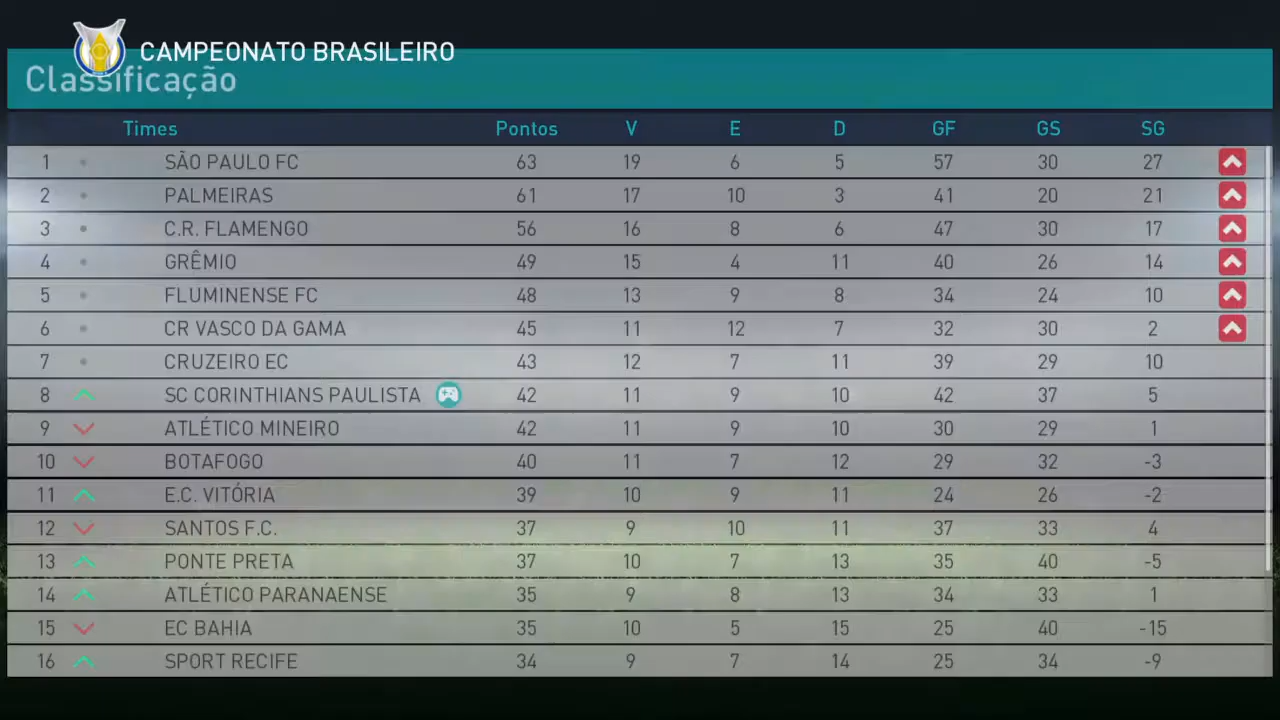 CAMPEONATO BRASILEIRO
Classificação
Times Pontos V E D GF GS SG
1 SÃO PAULO FC 63 19 6 5 57 30 27
2 PALMEIRAS 61 17 10 3 41 20 21
3 C.R. FLAMENGO 56 16 8 6 47 30 17
4 GRÊMIO 49 15 4 11 40 26 14
5 FLUMINENSE FC 48 13 9 8 34 24 10
6 CR VASCO DA GAMA 45 11 12 7 32 30 2
7 CRUZEIRO EC 43 12 7 11 39 29 10
8 SC CORINTHIANS PAULISTA 42 11 9 10 42 37 5
9 ATLÉTICO MINEIRO 42 11 9 10 30 29 1
10 BOTAFOGO 40 11 7 12 29 32 -3
11 E.C. VITÓRIA 39 10 9 11 24 26 -2
12 SANTOS F.C. 37 9 10 11 37 33 4
13 PONTE PRETA 37 10 7 13 35 40 -5
14 ATLÉTICO PARANAENSE 35 9 8 13 34 33 1
15 EC BAHIA 35 10 5 15 25 40 -15
16 SPORT RECIFE 34 9 7 14 25 34 -9